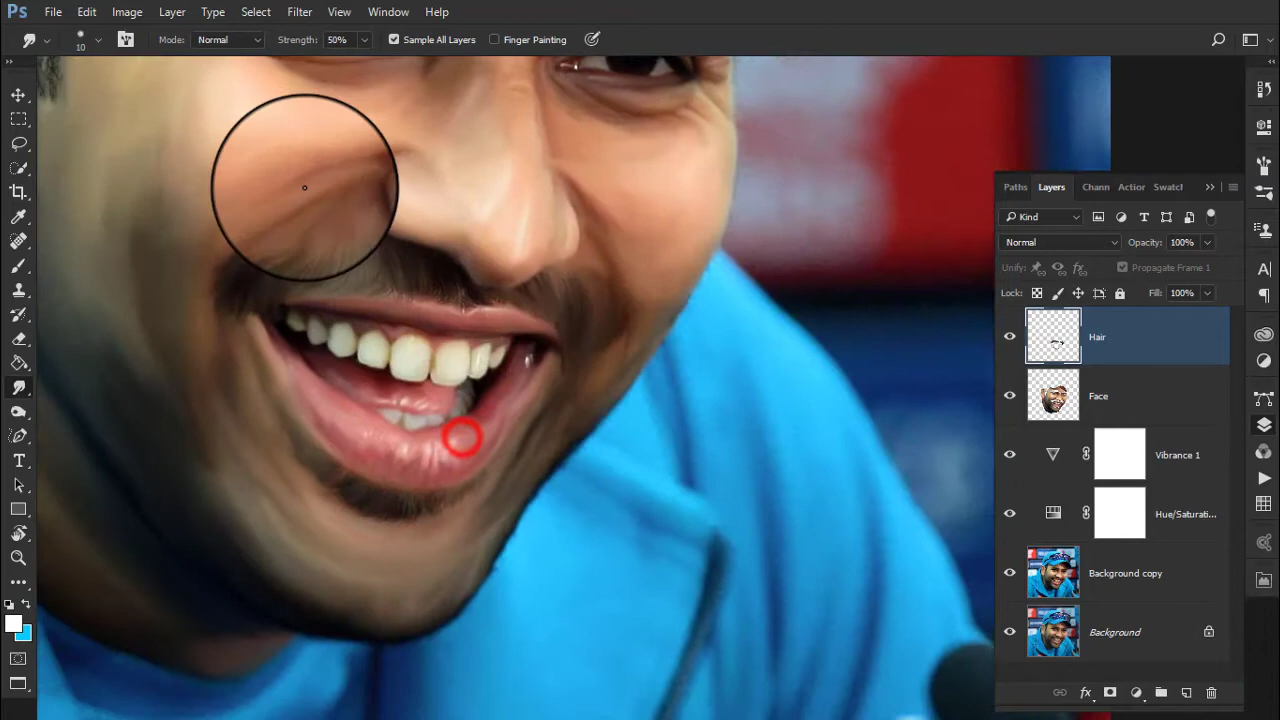 Ps File Edit Image Layer Type Select Filter View Window Help
10 Mode: Normal Strength: 50% Sample All Layers Finger Painting
Paths Layers Chann Actior Swatcl
Kind
Normal Opacity: 100%
Unify: Propagate Frame 1
Lock: Fill: 100%
Hair
Face
Vibrance 1
Hue/Saturati...
Background copy
Background